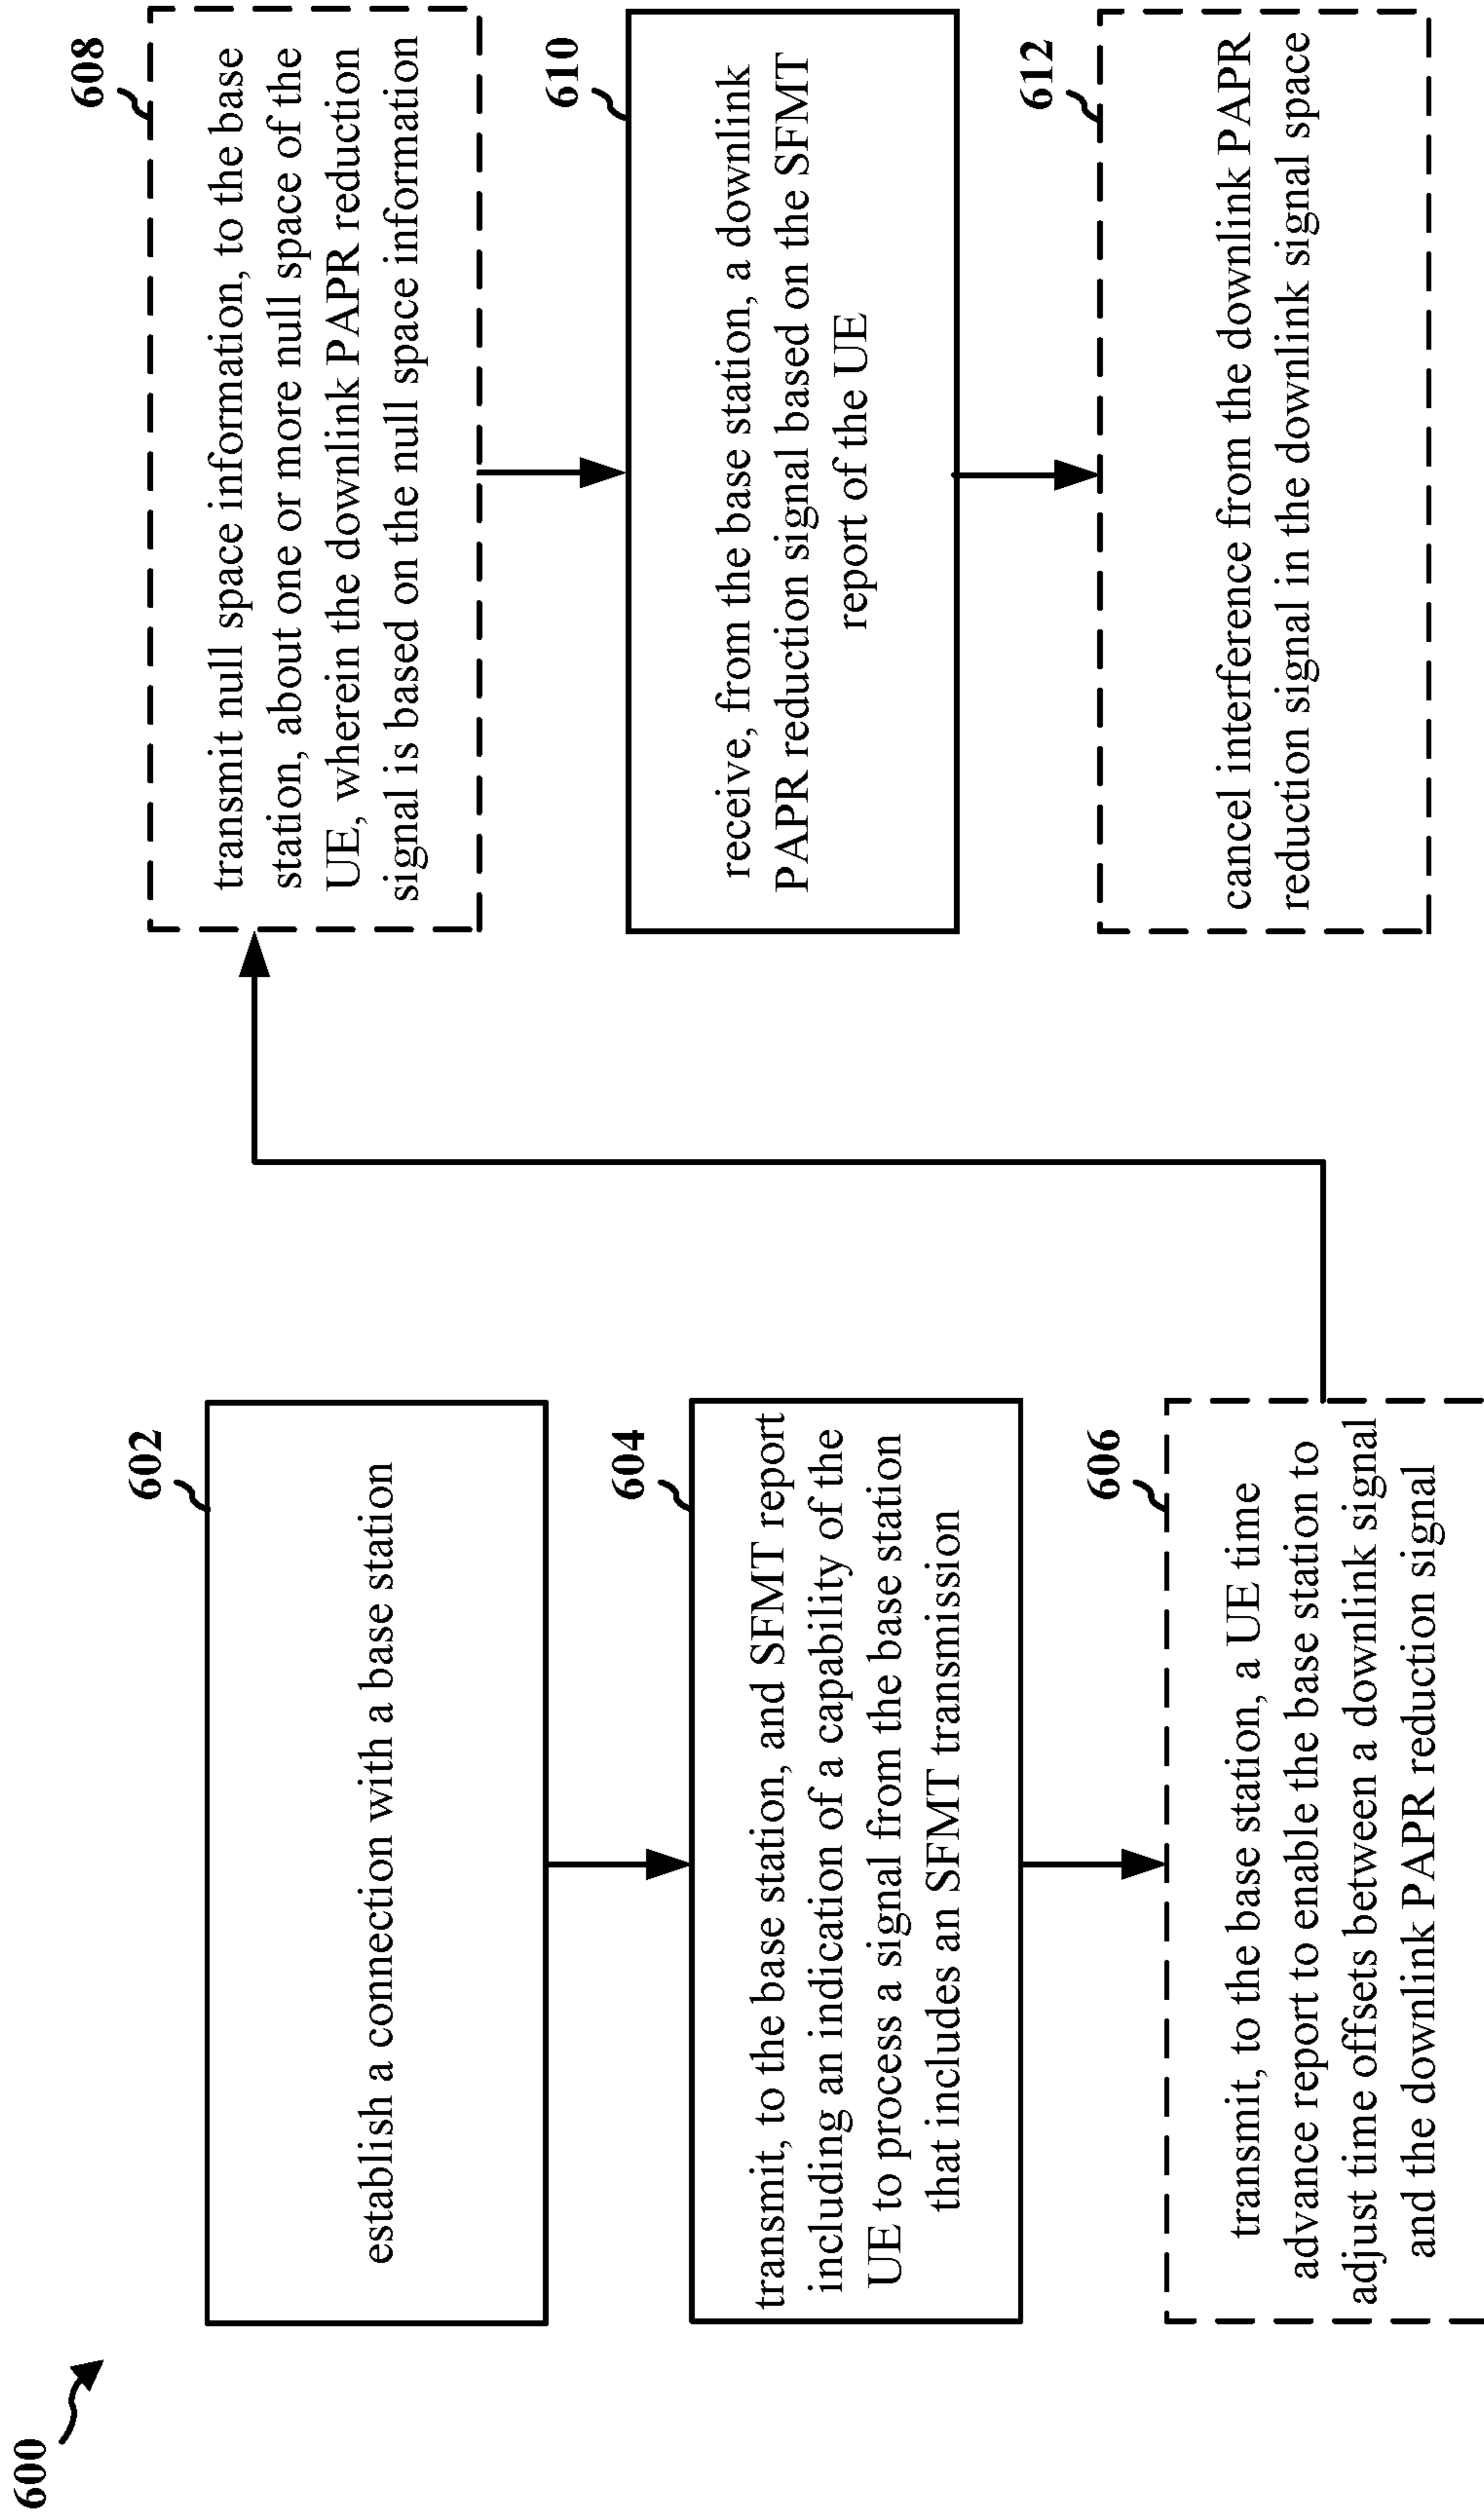 600
602
establish a connection with a base station
604
transmit, to the base station, and SFMT report
including an indication of a capability of the
UE to process a signal from the base station
that includes an SFMT transmission
606
transmit, to the base station, a UE time
advance report to enable the base station to
adjust time offsets between a downlink signal
and the downlink PAPR reduction signal
608
transmit null space information, to the base
station, about one or more null space of the
UE, wherein the downlink PAPR reduction
signal is based on the null space information
610
receive, from the base station, a downlink
PAPR reduction signal based on the SFMT
report of the UE
612
cancel interference from the downlink PAPR
reduction signal in the downlink signal space